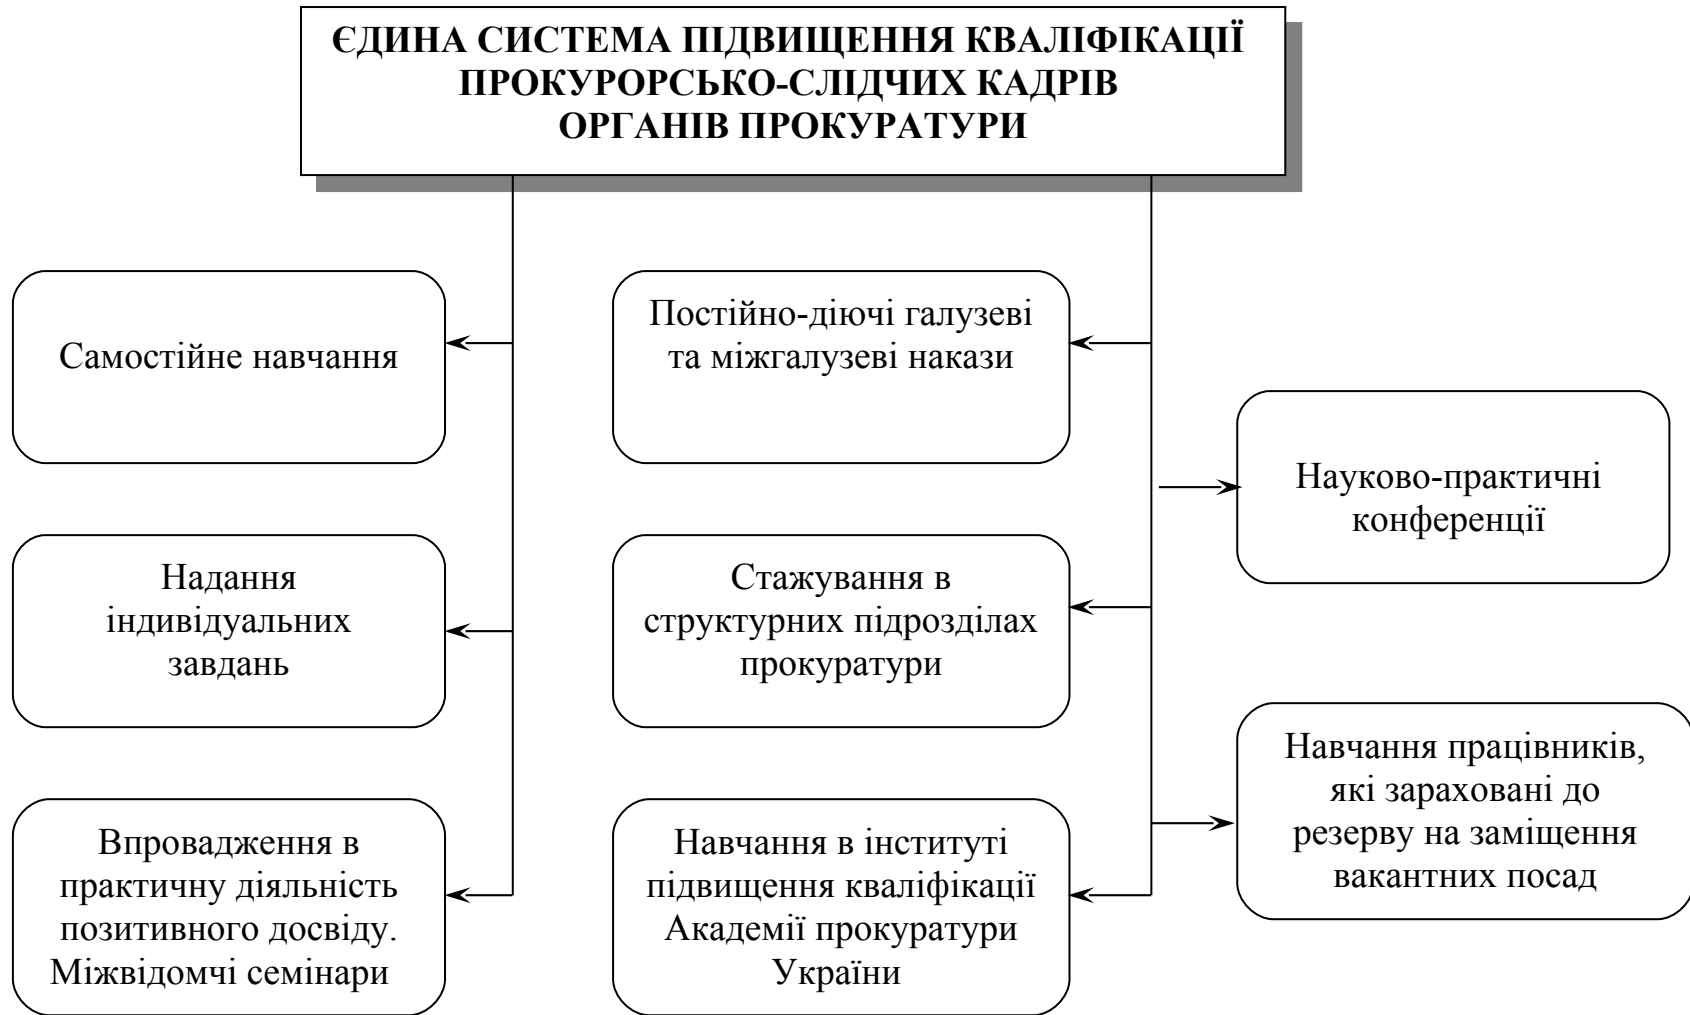 ЄДИНА СИСТЕМА ПІДВИЩЕННЯ КВАЛІФІКАЦІЇ
ПРОКУРОРСЬКО-СЛІДЧИХ КАДРІВ
ОРГАНІВ ПРОКУРАТУРИ
Самостійне навчання
Надання
індивідуальних
завдань
Впровадження в
практичну діяльність
позитивного досвіду.
Міжвідомчі семінари
Постійно-діючі галузеві
та міжгалузеві накази
Стажування в
структурних підрозділах
прокуратури
Навчання в інституті
підвищення кваліфікації
Академії прокуратури
України
Науково-практичні
конференції
Навчання працівників,
які зараховані до
резерву на заміщення
вакантних посад